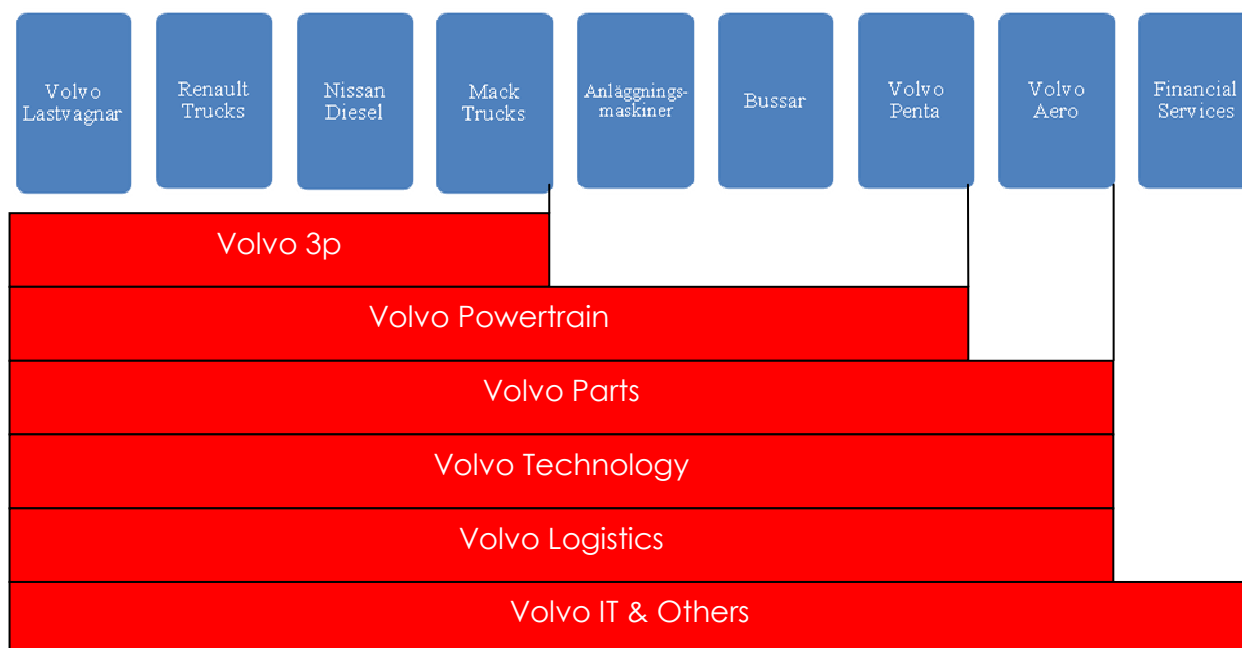 Volvo
Lastvagnar
Renault
Trucks
Nissan
Diesel
Mack
Trucks
Anläggnings-
maskiner
Bussar
Volvo
Penta
Volvo
Aero
Financial
Services
Volvo 3p
Volvo Powertrain
Volvo Parts
Volvo Technology
Volvo Logistics
Volvo IT & Others